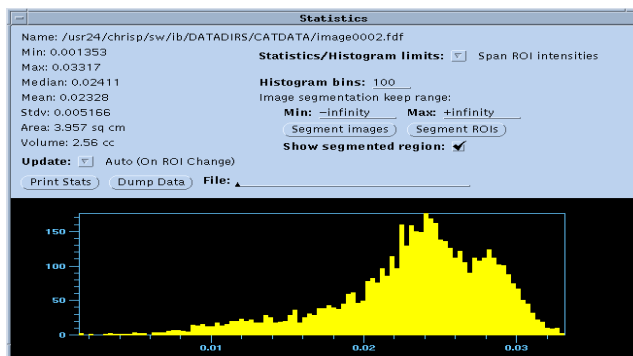 Statistics
Name: /usr24/chrisp/sw/ib/DATADIRS/CATDATA/image0002.fdf
Min: 0.001353
Statistics/Histogram limits: Span ROI intensities
Max: 0.03317
Median: 0.02411
Histogram bins: 100
Mean: 0.02328
Image segmentation keep range:
Stdv: 0.005166
Min: −infinity Max: +infinity
Area: 3.957 sq cm
Segment images Segment ROIs
Volume: 2.56 cc
Show segmented region:
Update: Auto (On ROI Change)
Print Stats Dump Data File:
150
100
50
0
0.01 0.02 0.03